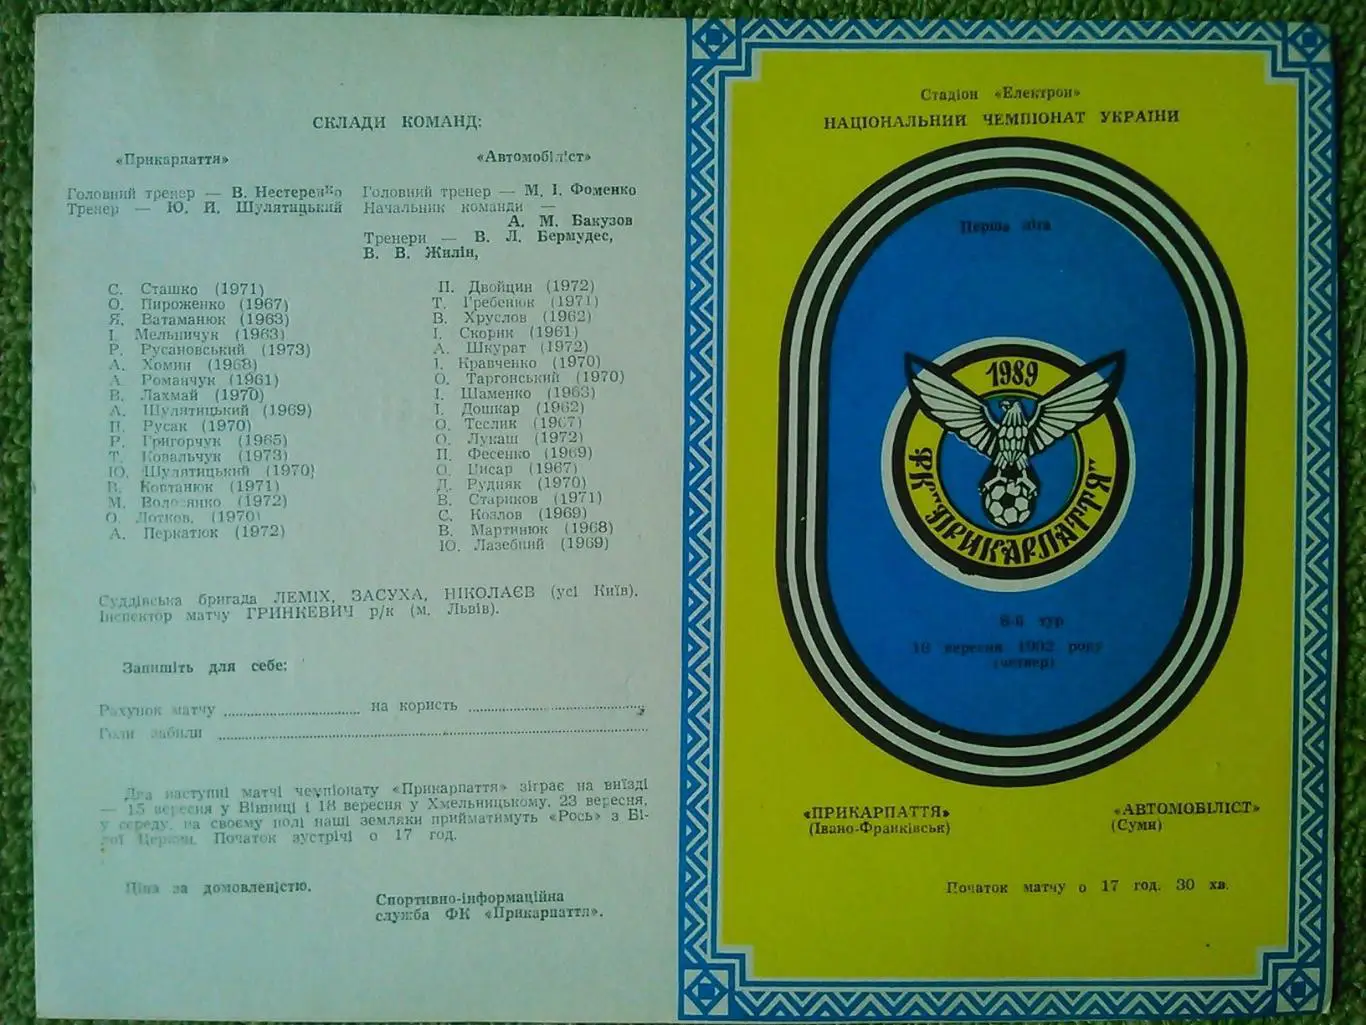 СКЛАДИ КОМАНД:
«Прикарпаття»
Головний тренер — В. Нестеренко
Тренер — Ю. Й. Шулятицький
С. Сташко (1971)
О. Пироженко (1967)
Я. Ватаманюк (1963)
І. Мельничук (1963)
Р. Русановський (1973)
А. Хомин (1968)
А. Романчук (1961)
В. Лахмай (1970)
А. Шулятицький (1969)
П. Русак (1970)
Р. Григорчук (1965)
Т. Ковальчук (1973)
Ю. Шулятицький (1970)
В. Ковтанюк (1971)
М. Волосянко (1972)
О. Лотков. (1970)
А. Перкатюк (1972)
«Автомобіліст»
Головний тренер — М. І. Фоменко
Начальник команди —
А. М. Бакузов
Тренери — В. Л. Бермудес,
В. В. Жилін,
П. Двойцин (1972)
Т. Гребенюк (1971)
В. Хруслов (1962)
І. Скорик (1961)
А. Шкурат (1972)
І. Кравченко (1970)
О. Таргонський (1970)
І. Шаменко (1963)
І. Дошкар (1962)
О. Теслик (1967)
О. Лукаш (1972)
П. Фесенко (1969)
О. Писар (1967)
Д. Рудняк (1970)
В. Стариков (1971)
С. Козлов (1969)
В. Мартинюк (1968)
Ю. Лазебний (1969)
Суддівська бригада ЛЕМІХ, ЗАСУХА, НІКОЛАЄВ (усі Київ).
Інспектор матчу ГРИНКЕВИЧ р/к (м. Львів).
Запишіть для себе:
Рахунок матчу ........ на користь ........
Голи забили ........
Два наступні матчі чемпіонату «Прикарпаття» зіграє на виїзді
— 15 вересня у Вінниці і 18 вересня у Хмельницькому. 23 вересня,
у середу, на своєму полі наші земляки прийматимуть «Рось» з Бі-
лої Церкви. Початок зустрічі о 17 год.
Ціна за домовленістю.
Спортивно-інформаційна
служба ФК «Прикарпаття».
Стадіон «Електрон»
НАЦІОНАЛЬНИЙ ЧЕМПІОНАТ УКРАЇНИ
Перша ліга
1989
ФК „ПРИКАРПАТТЯ"
6-й тур
10 вересня 1992 року
(четвер)
«ПРИКАРПАТТЯ»
(Івано-Франківськ)
«АВТОМОБІЛІСТ»
(Суми)
Початок матчу о 17 год. 30 хв.